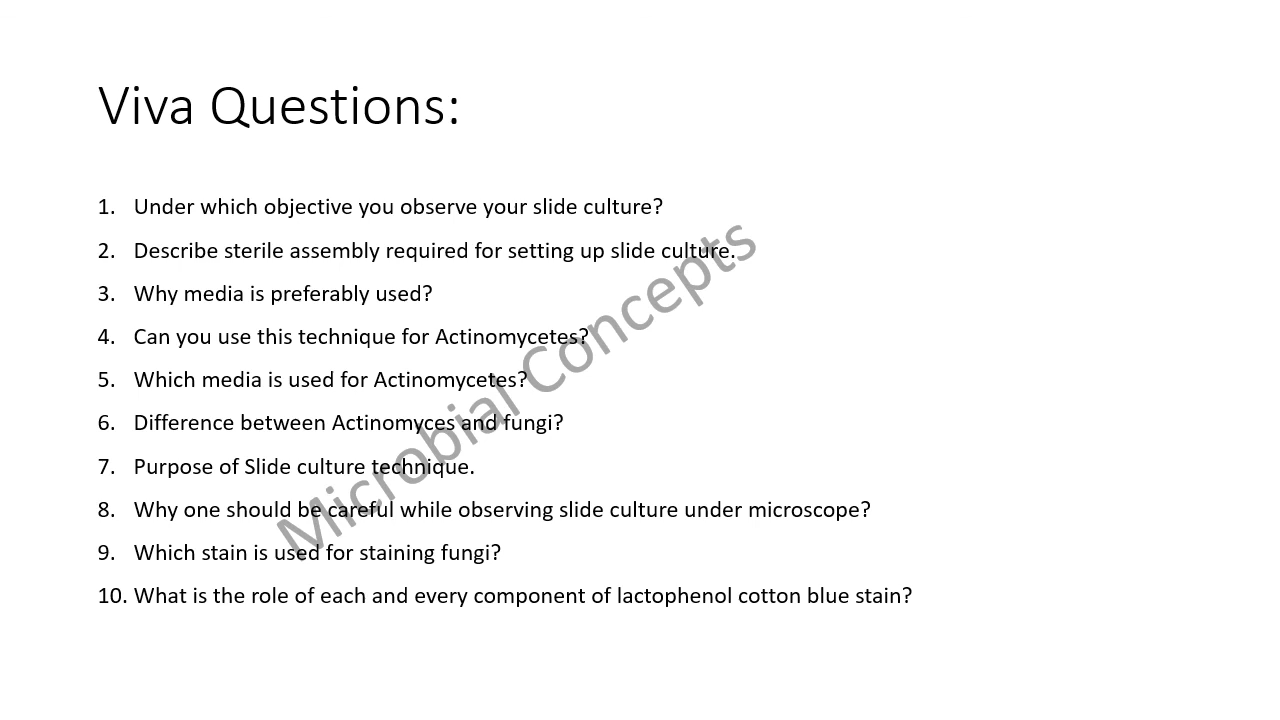 Viva Questions:
1. Under which objective you observe your slide culture?
2. Describe sterile assembly required for setting up slide culture.
3. Why media is preferably used?
4. Can you use this technique for Actinomycetes?
5. Which media is used for Actinomycetes?
6. Difference between Actinomyces and fungi?
7. Purpose of Slide culture technique.
8. Why one should be careful while observing slide culture under microscope?
9. Which stain is used for staining fungi?
10. What is the role of each and every component of lactophenol cotton blue stain?
Microbial Concepts